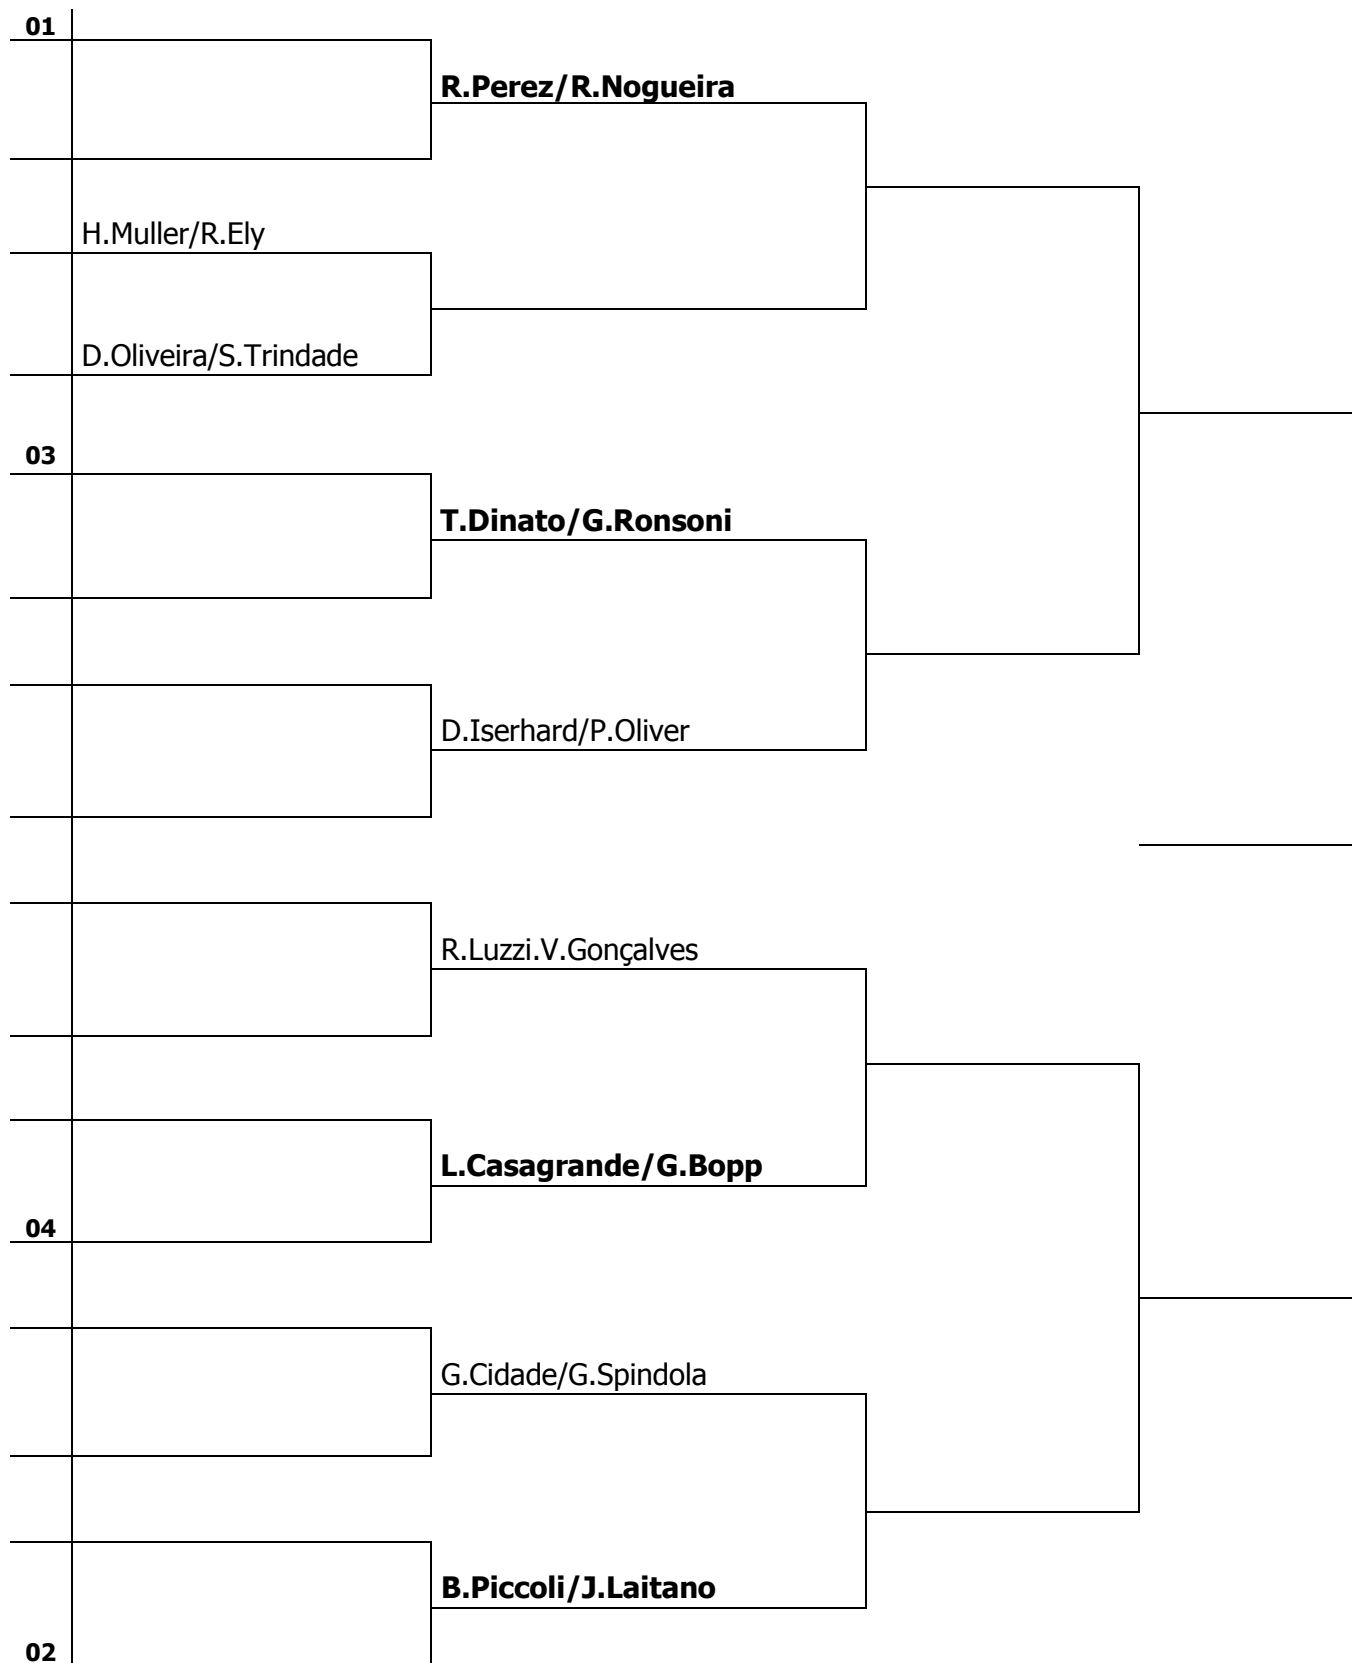 01
R.Perez/R.Nogueira
H.Muller/R.Ely
D.Oliveira/S.Trindade
03
T.Dinato/G.Ronsoni
D.Iserhard/P.Oliver
R.Luzzi.V.Gonçalves
L.Casagrande/G.Bopp
04
G.Cidade/G.Spindola
B.Piccoli/J.Laitano
02